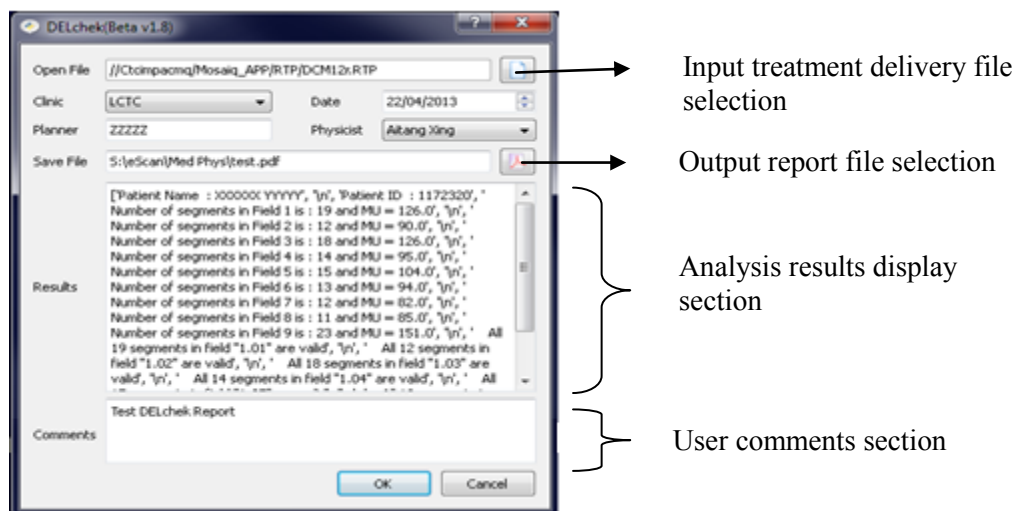 DELchek(Beta v1.8)
Open File //Ctcimpacmq/Mosaiq_APP/RTP/DCM12r.RTP
Input treatment delivery file
selection
Clinic LCTC Date 22/04/2013
Planner ZZZZZ Physicist Aitang Xing
Save File S:\eScan\Med Phys\test.pdf
Output report file selection
Results
['Patient Name : XXXXXX YYYYY', '\n', 'Patient ID : 1172320', '
Number of segments in Field 1 is : 19 and MU = 126.0', '\n', '
Number of segments in Field 2 is : 12 and MU = 90.0', '\n', '
Number of segments in Field 3 is : 18 and MU = 126.0', '\n', '
Number of segments in Field 4 is : 14 and MU = 95.0', '\n', '
Number of segments in Field 5 is : 15 and MU = 104.0', '\n', '
Number of segments in Field 6 is : 13 and MU = 94.0', '\n', '
Number of segments in Field 7 is : 12 and MU = 82.0', '\n', '
Number of segments in Field 8 is : 11 and MU = 85.0', '\n', '
Number of segments in Field 9 is : 23 and MU = 151.0', '\n', ' All
19 segments in field "1.01" are valid', '\n', ' All 12 segments in
field "1.02" are valid', '\n', ' All 18 segments in field "1.03" are
valid', '\n', ' All 14 segments in field "1.04" are valid', '\n', ' All
Analysis results display
section
Comments
Test DELchek Report
User comments section
OK Cancel